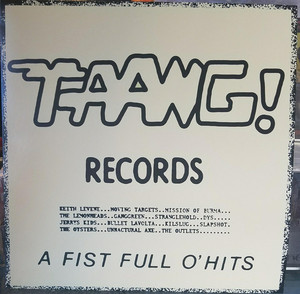 TAANG!
RECORDS
KEITH LEVENE...MOVING TARGETS...MISSION OF BURMA...
THE LEMONHEADS..GANGGREEN...STRANGLEHOLD..DYS.....
JERRYS KIDS..BULLET LAVOLTA...KILSLUG...SLAPSHOT.
THE OYSTERS...UNNACTURAL AXE..THE OUTLETS.........
A FIST FULL O'HITS